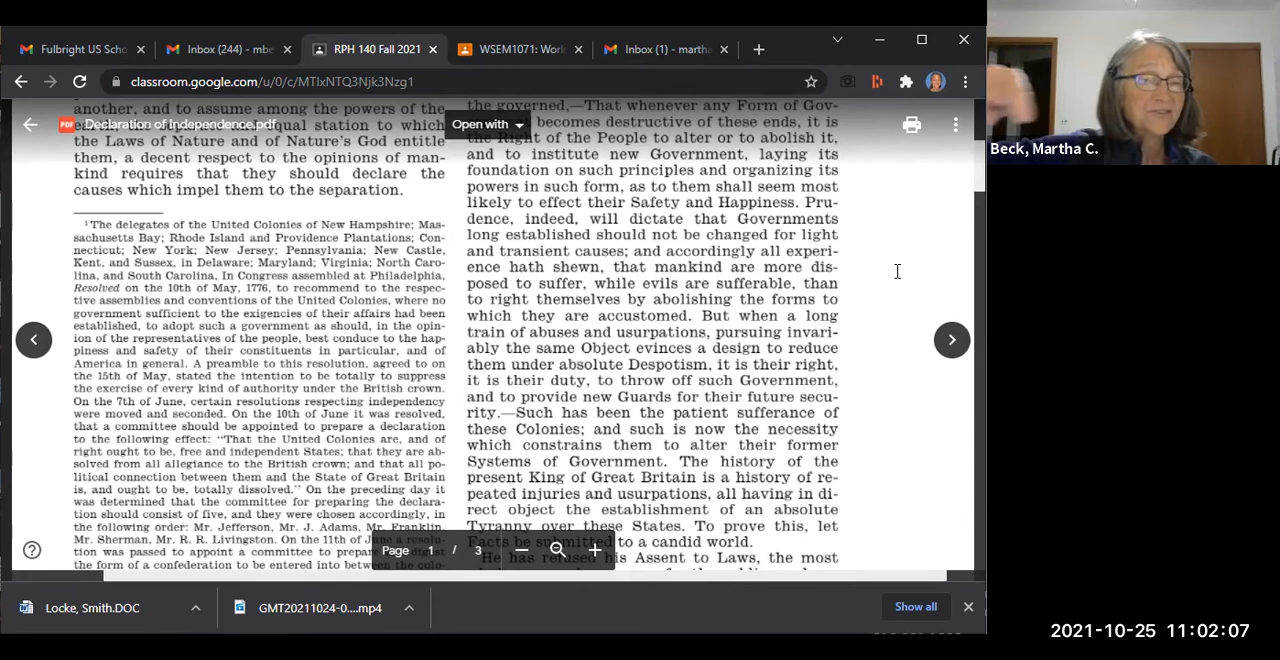 Fulbright US Scho
Inbox (244) - mbe
RPH 140 Fall 2021
WSEM1071: Work
Inbox (1) - martha
classroom.google.com/u/0/c/MTIxNTQ3Njk3Nzg1
Beck, Martha C.
PDF Declaration of Independence.pdf
Open with
another, and to assume among the powers of the
equal station to which
the Laws of Nature and of Nature's God entitle
them, a decent respect to the opinions of man-
kind requires that they should declare the
causes which impel them to the separation.
¹ The delegates of the United Colonies of New Hampshire; Mas-
sachusetts Bay; Rhode Island and Providence Plantations; Con-
necticut; New York; New Jersey; Pennsylvania; New Castle,
Kent, and Sussex, in Delaware; Maryland; Virginia; North Caro-
lina, and South Carolina, In Congress assembled at Philadelphia,
Resolved on the 10th of May, 1776, to recommend to the respec-
tive assemblies and conventions of the United Colonies, where no
government sufficient to the exigencies of their affairs had been
established, to adopt such a government as should, in the opin-
ion of the representatives of the people, best conduce to the hap-
piness and safety of their constituents in particular, and of
America in general. A preamble to this resolution, agreed to on
the 15th of May, stated the intention to be totally to suppress
the exercise of every kind of authority under the British crown.
On the 7th of June, certain resolutions respecting independency
were moved and seconded. On the 10th of June it was resolved,
that a committee should be appointed to prepare a declaration
to the following effect: "That the United Colonies are, and of
right ought to be, free and independent States; that they are ab-
solved from all allegiance to the British crown; and that all po-
litical connection between them and the State of Great Britain
is, and ought to be, totally dissolved." On the preceding day it
was determined that the committee for preparing the declara-
tion should consist of five, and they were chosen accordingly, in
the following order: Mr. Jefferson, Mr. J. Adams, Mr. Franklin,
Mr. Sherman, Mr. R. R. Livingston. On the 11th of June a resolu-
tion was passed to appoint a committee to prepare
the form of a confederation to be entered into between the colo-
the governed,—That whenever any Form of Gov-
becomes destructive of these ends, it is
the Right of the People to alter or to abolish it,
and to institute new Government, laying its
foundation on such principles and organizing its
powers in such form, as to them shall seem most
likely to effect their Safety and Happiness. Pru-
dence, indeed, will dictate that Governments
long established should not be changed for light
and transient causes; and accordingly all experi-
ence hath shewn, that mankind are more dis-
posed to suffer, while evils are sufferable, than
to right themselves by abolishing the forms to
which they are accustomed. But when a long
train of abuses and usurpations, pursuing invari-
ably the same Object evinces a design to reduce
them under absolute Despotism, it is their right,
it is their duty, to throw off such Government,
and to provide new Guards for their future secu-
rity.—Such has been the patient sufferance of
these Colonies; and such is now the necessity
which constrains them to alter their former
Systems of Government. The history of the
present King of Great Britain is a history of re-
peated injuries and usurpations, all having in di-
rect object the establishment of an absolute
Tyranny over these States. To prove this, let
Facts be submitted to a candid world.
He has refused his Assent to Laws, the most
Page 1 / 3
Locke, Smith.DOC
GMT20211024-0....mp4
Show all
2021-10-25 11:02:07